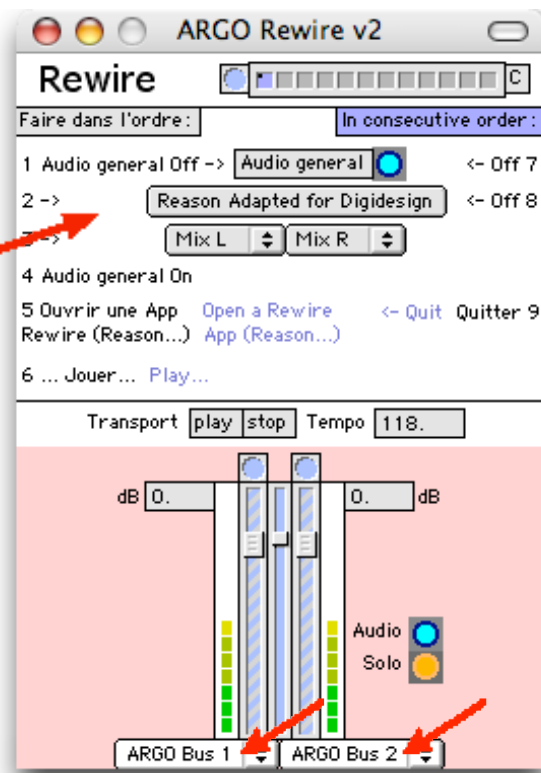 ARGO Rewire v2
Rewire C
Faire dans l'ordre: In consecutive order:
1 Audio general Off -> Audio general <- Off 7
2 -> Reason Adapted for Digidesign <- Off 8
3 -> Mix L Mix R
4 Audio general On
5 Ouvrir une App Open a Rewire <- Quit Quitter 9
Rewire (Reason...) App (Reason...)
6 ... Jouer... Play...
Transport play stop Tempo 118.
dB 0. 0. dB
Audio
Solo
ARGO Bus 1 ARGO Bus 2